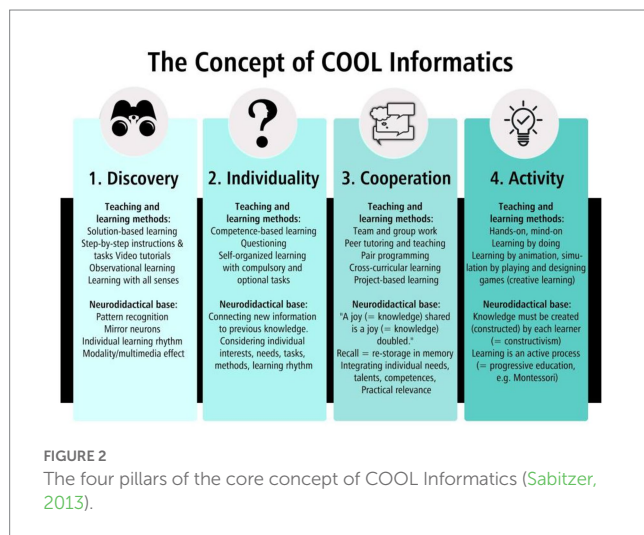 The Concept of COOL Informatics
1. Discovery
Teaching and
learning methods:
Solution-based learning
Step-by-step instructions &
tasks Video tutorials
Observational learning
Learning with all senses
Neurodidactical base:
Pattern recognition
Mirror neurons
Individual learning rhythm
Modality/multimedia effect
2. Individuality
Teaching and
learning methods:
Competence-based learning
Questioning
Self-organized learning
with compulsory and
optional tasks
Neurodidactical base:
Connecting new information
to previous knowledge.
Considering individual
interests, needs, tasks,
methods, learning rhythm
3. Cooperation
Teaching and
learning methods:
Team and group work
Peer tutoring and teaching
Pair programming
Cross-curricular learning
Project-based learning
Neurodidactical base:
"A joy (= knowledge) shared
is a joy (= knowledge)
doubled."
Recall = re-storage in memory
Integrating individual needs,
talents, competences,
Practical relevance
4. Activity
Teaching and
learning methods:
Hands-on, mind-on
Learning by doing
Learning by animation, simu-
lation by playing and designing
games (creative learning)
Neurodidactical base:
Knowledge must be created
(constructed) by each learner
(= constructivism)
Learning is an active process
(= progressive education,
e.g. Montessori)
FIGURE 2
The four pillars of the core concept of COOL Informatics (Sabitzer,
2013).